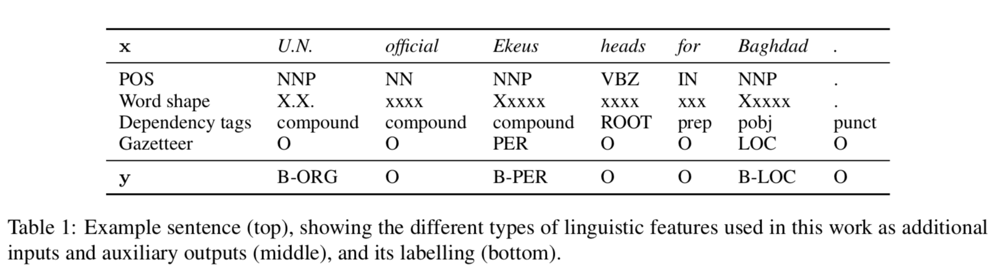 x U.N. official Ekeus heads for Baghdad .
POS NNP NN NNP VBZ IN NNP .
Word shape X.X. xxxx Xxxxx xxxx xxx Xxxxx .
Dependency tags compound compound compound ROOT prep pobj punct
Gazetteer O O PER O O LOC O
y B-ORG O B-PER O O B-LOC O
Table 1: Example sentence (top), showing the different types of linguistic features used in this work as additional
inputs and auxiliary outputs (middle), and its labelling (bottom).